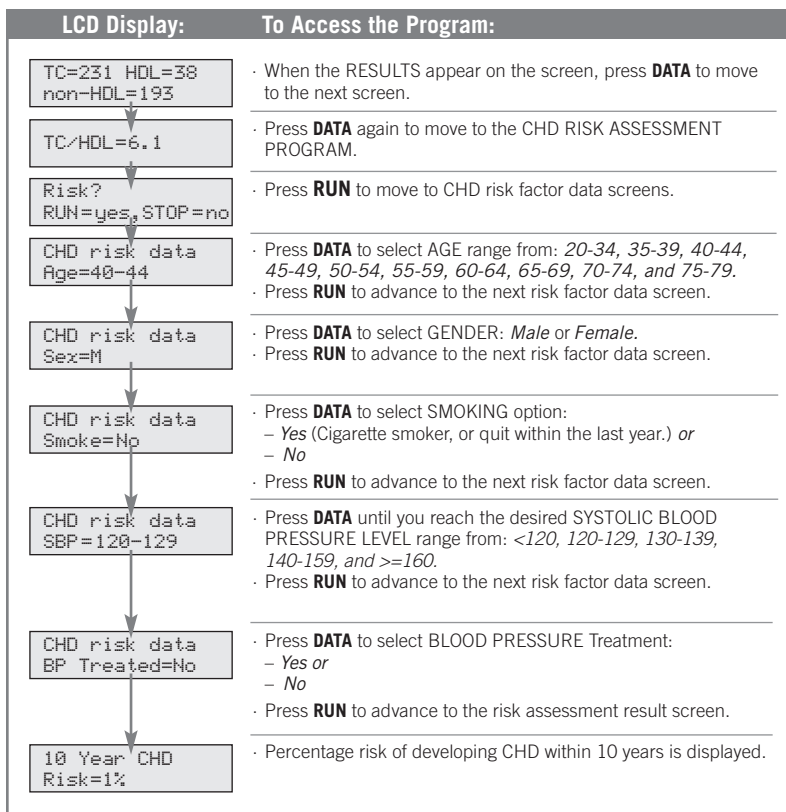 LCD Display: To Access the Program:
TC=231 HDL=38
non-HDL=193
· When the RESULTS appear on the screen, press DATA to move
to the next screen.
TC/HDL=6.1
· Press DATA again to move to the CHD RISK ASSESSMENT
PROGRAM.
Risk?
RUN=yes,STOP=no
· Press RUN to move to CHD risk factor data screens.
CHD risk data
Age=40-44
· Press DATA to select AGE range from: 20-34, 35-39, 40-44,
45-49, 50-54, 55-59, 60-64, 65-69, 70-74, and 75-79.
· Press RUN to advance to the next risk factor data screen.
CHD risk data
Sex=M
· Press DATA to select GENDER: Male or Female.
· Press RUN to advance to the next risk factor data screen.
CHD risk data
Smoke=No
· Press DATA to select SMOKING option:
– Yes (Cigarette smoker, or quit within the last year.) or
– No
· Press RUN to advance to the next risk factor data screen.
CHD risk data
SBP=120-129
· Press DATA until you reach the desired SYSTOLIC BLOOD
PRESSURE LEVEL range from: <120, 120-129, 130-139,
140-159, and >=160.
· Press RUN to advance to the next risk factor data screen.
CHD risk data
BP Treated=No
· Press DATA to select BLOOD PRESSURE Treatment:
– Yes or
– No
· Press RUN to advance to the risk assessment result screen.
10 Year CHD
Risk=1%
· Percentage risk of developing CHD within 10 years is displayed.